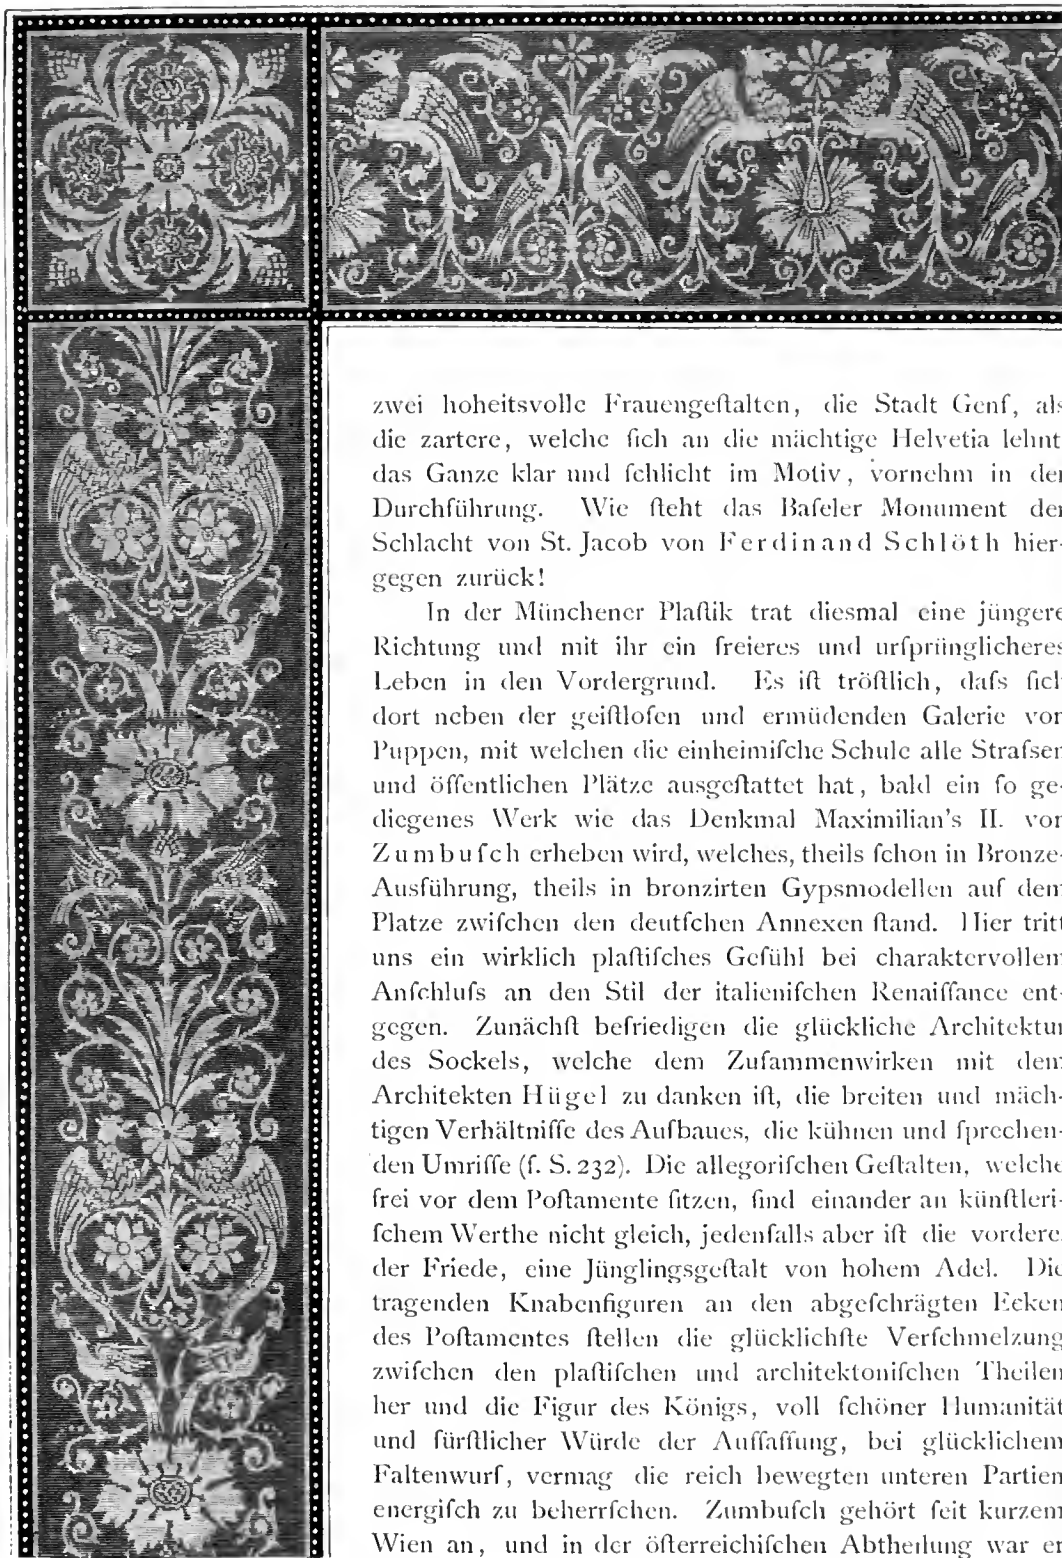 zwei hoheitsvolle Frauengeſtalten, die Stadt Genf, als
die zartere, welche ſich an die mächtige Helvetia lehnt
das Ganze klar und ſchlicht im Motiv, vornehm in der
Durchführung. Wie ſteht das Baſeler Monument der
Schlacht von St. Jacob von Ferdinand Schlöth hier-
gegen zurück!
In der Münchener Plaſtik trat diesmal eine jüngere
Richtung und mit ihr ein freieres und urſprünglicheres
Leben in den Vordergrund. Es iſt tröſtlich, daſs ſich
dort neben der geiſtloſen und ermüdenden Galerie von
Puppen, mit welchen die einheimiſche Schule alle Straſsen
und öffentlichen Plätze ausgeſtattet hat, bald ein ſo ge-
diegenes Werk wie das Denkmal Maximilian's II. von
Zumbuſch erheben wird, welches, theils ſchon in Bronze-
Ausführung, theils in bronzirten Gypsmodellen auf dem
Platze zwiſchen den deutſchen Annexen ſtand. Hier tritt
uns ein wirklich plaſtiſches Gefühl bei charaktervollem
Anſchluſs an den Stil der italieniſchen Renaiſſance ent-
gegen. Zunächſt befriedigen die glückliche Architektur
des Sockels, welche dem Zuſammenwirken mit dem
Architekten Hügel zu danken iſt, die breiten und mäch-
tigen Verhältniſſe des Aufbaues, die kühnen und ſprechen-
den Umriſſe (ſ. S. 232). Die allegoriſchen Geſtalten, welche
frei vor dem Poſtamente ſitzen, ſind einander an künſtleri-
ſchem Werthe nicht gleich, jedenfalls aber iſt die vordere,
der Friede, eine Jünglingsgeſtalt von hohem Adel. Die
tragenden Knabenfiguren an den abgeſchrägten Ecken
des Poſtamentes ſtellen die glücklichſte Verſchmelzung
zwiſchen den plaſtiſchen und architektoniſchen Theilen
her und die Figur des Königs, voll ſchöner Humanität
und fürſtlicher Würde der Auffaſſung, bei glücklichem
Faltenwurf, vermag die reich bewegten unteren Partien
energiſch zu beherrſchen. Zumbuſch gehört ſeit kurzem
Wien an, und in der öſterreichiſchen Abtheilung war er